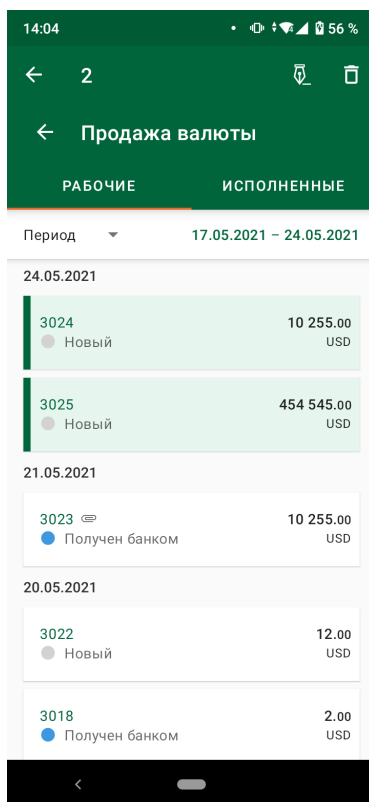 14:04 56 %
2
Продажа валюты
РАБОЧИЕ ИСПОЛНЕННЫЕ
Период 17.05.2021 – 24.05.2021
24.05.2021
3024 10 255.00
Новый USD
3025 454 545.00
Новый USD
21.05.2021
3023 10 255.00
Получен банком USD
20.05.2021
3022 12.00
Новый USD
3018 2.00
Получен банком USD